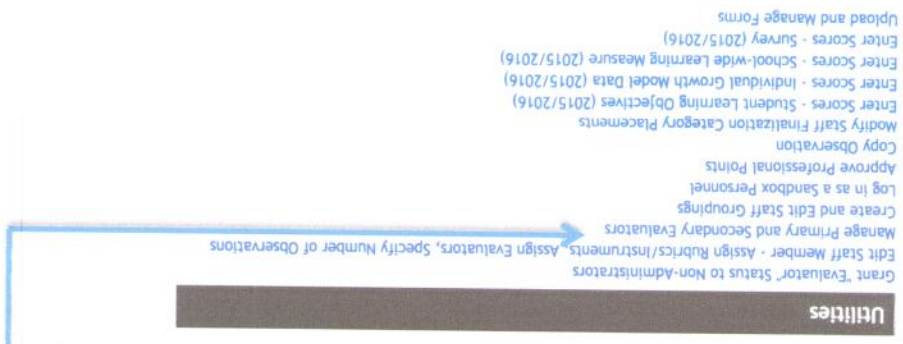 Utilities
Grant "Evaluator" Status to Non-Administrators
Edit Staff Member - Assign Rubrics/Instruments, Assign Evaluators, Specify Number of Observations
Manage Primary and Secondary Evaluators
Create and Edit Staff Groupings
Log in as a Sandbox Personnel
Approve Professional Points
Copy Observation
Modify Staff Finalization Category Placements
Enter Scores - Student Learning Objectives (2015/2016)
Enter Scores - Individual Growth Model Data (2015/2016)
Enter Scores - School-wide Learning Measure (2015/2016)
Enter Scores - Survey (2015/2016)
Upload and Manage Forms